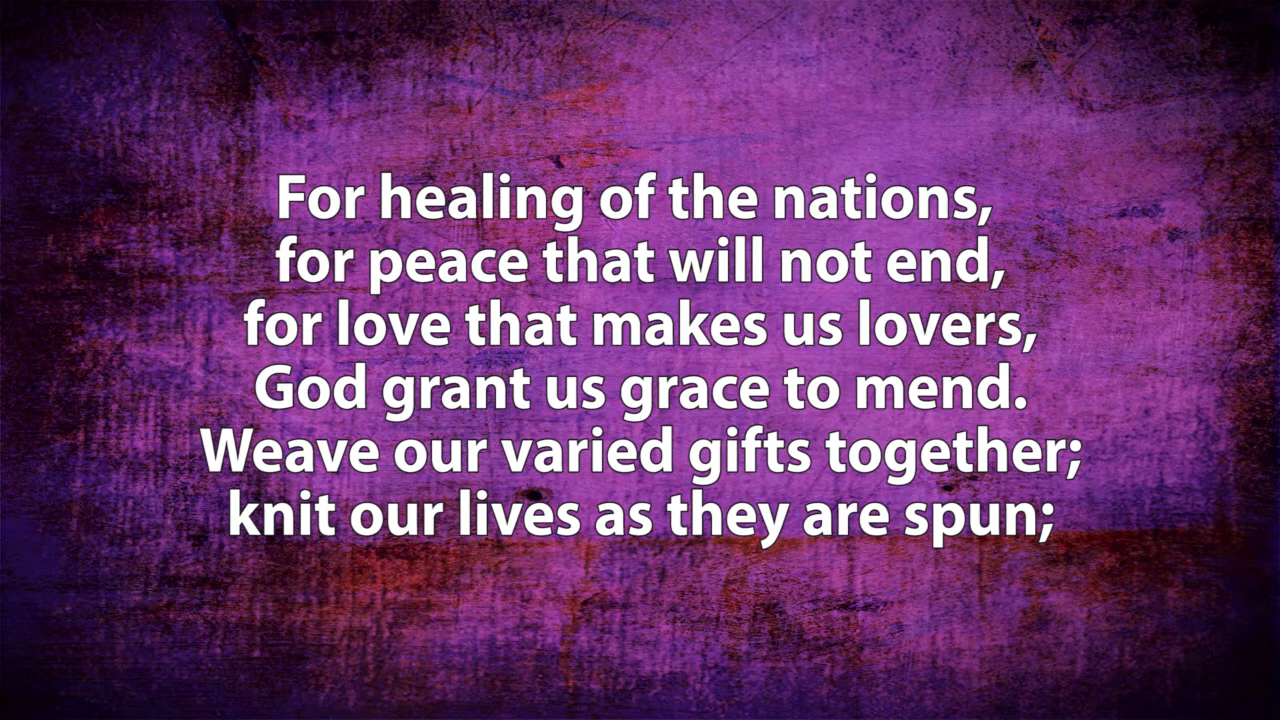 For healing of the nations,
for peace that will not end,
for love that makes us lovers,
God grant us grace to mend.
Weave our varied gifts together;
knit our lives as they are spun;